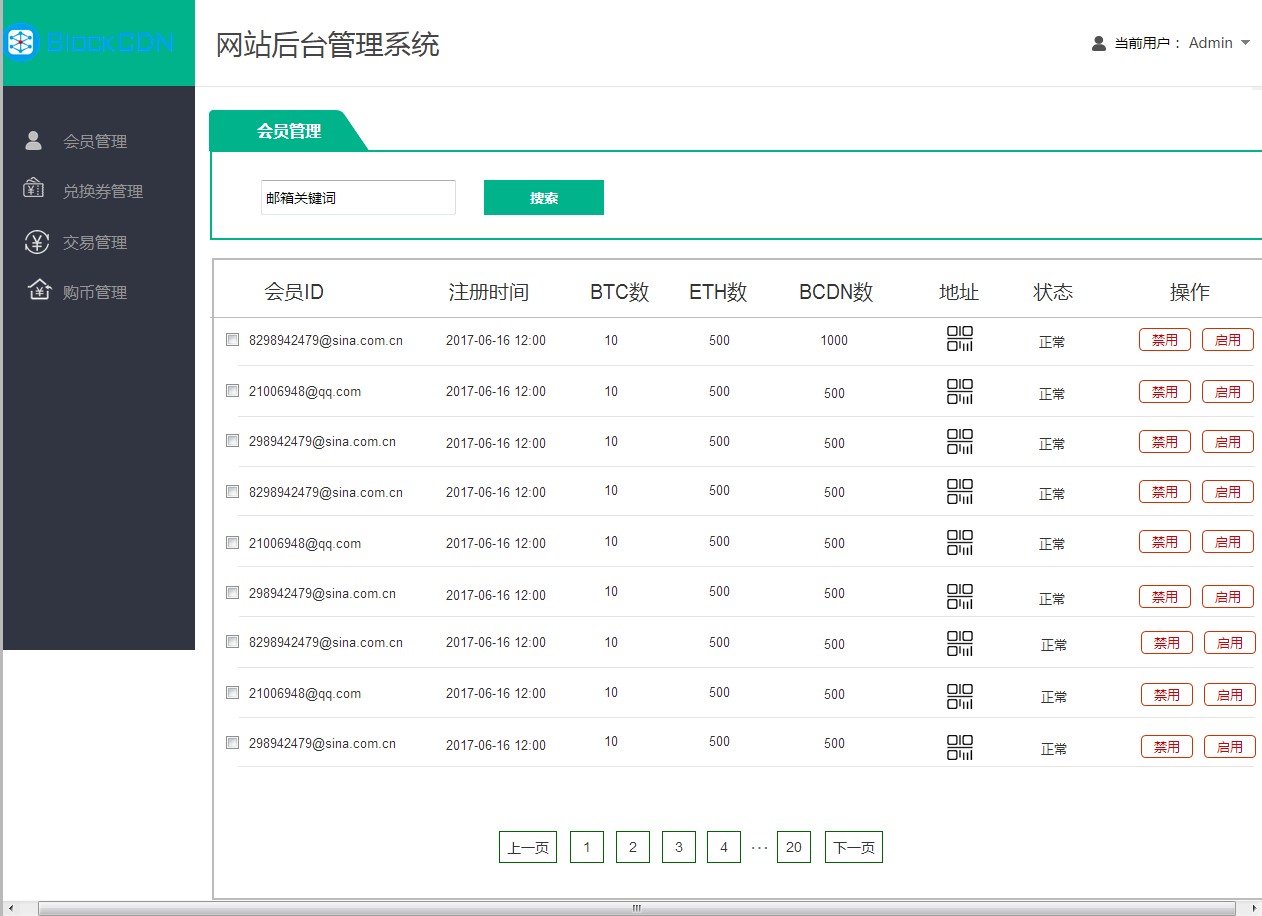 BlockCDN
网站后台管理系统
当前用户： Admin
会员管理
兑换券管理
交易管理
购币管理
会员管理
邮箱关键词 搜索
会员ID 注册时间 BTC数 ETH数 BCDN数 地址 状态 操作
8298942479@sina.com.cn 2017-06-16 12:00 10 500 1000 正常 禁用 启用
21006948@qq.com 2017-06-16 12:00 10 500 500 正常 禁用 启用
298942479@sina.com.cn 2017-06-16 12:00 10 500 500 正常 禁用 启用
8298942479@sina.com.cn 2017-06-16 12:00 10 500 500 正常 禁用 启用
21006948@qq.com 2017-06-16 12:00 10 500 500 正常 禁用 启用
298942479@sina.com.cn 2017-06-16 12:00 10 500 500 正常 禁用 启用
8298942479@sina.com.cn 2017-06-16 12:00 10 500 500 正常 禁用 启用
21006948@qq.com 2017-06-16 12:00 10 500 500 正常 禁用 启用
298942479@sina.com.cn 2017-06-16 12:00 10 500 500 正常 禁用 启用
上一页 1 2 3 4 ··· 20 下一页